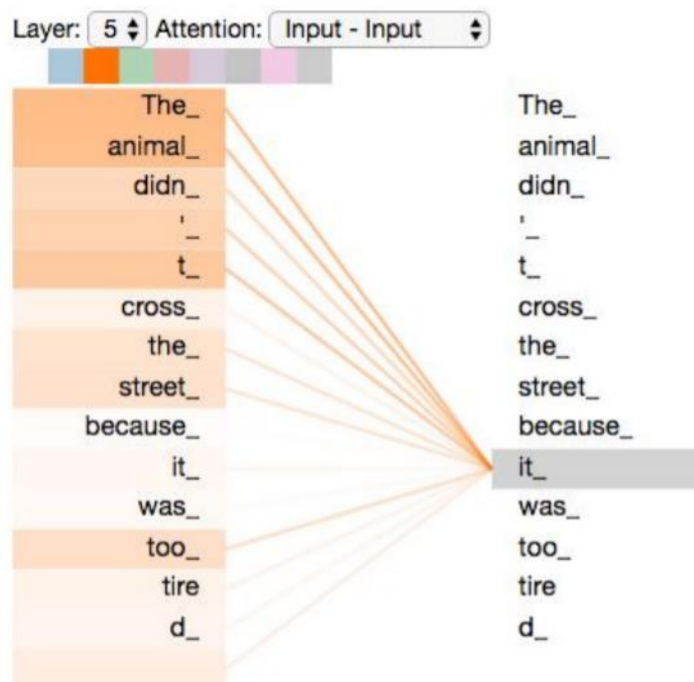 Layer: 5 Attention: Input - Input
The_ The_
animal_ animal_
didn_ didn_
'_ '_
t_ t_
cross_ cross_
the_ the_
street_ street_
because_ because_
it_ it_
was_ was_
too_ too_
tire tire
d_ d_